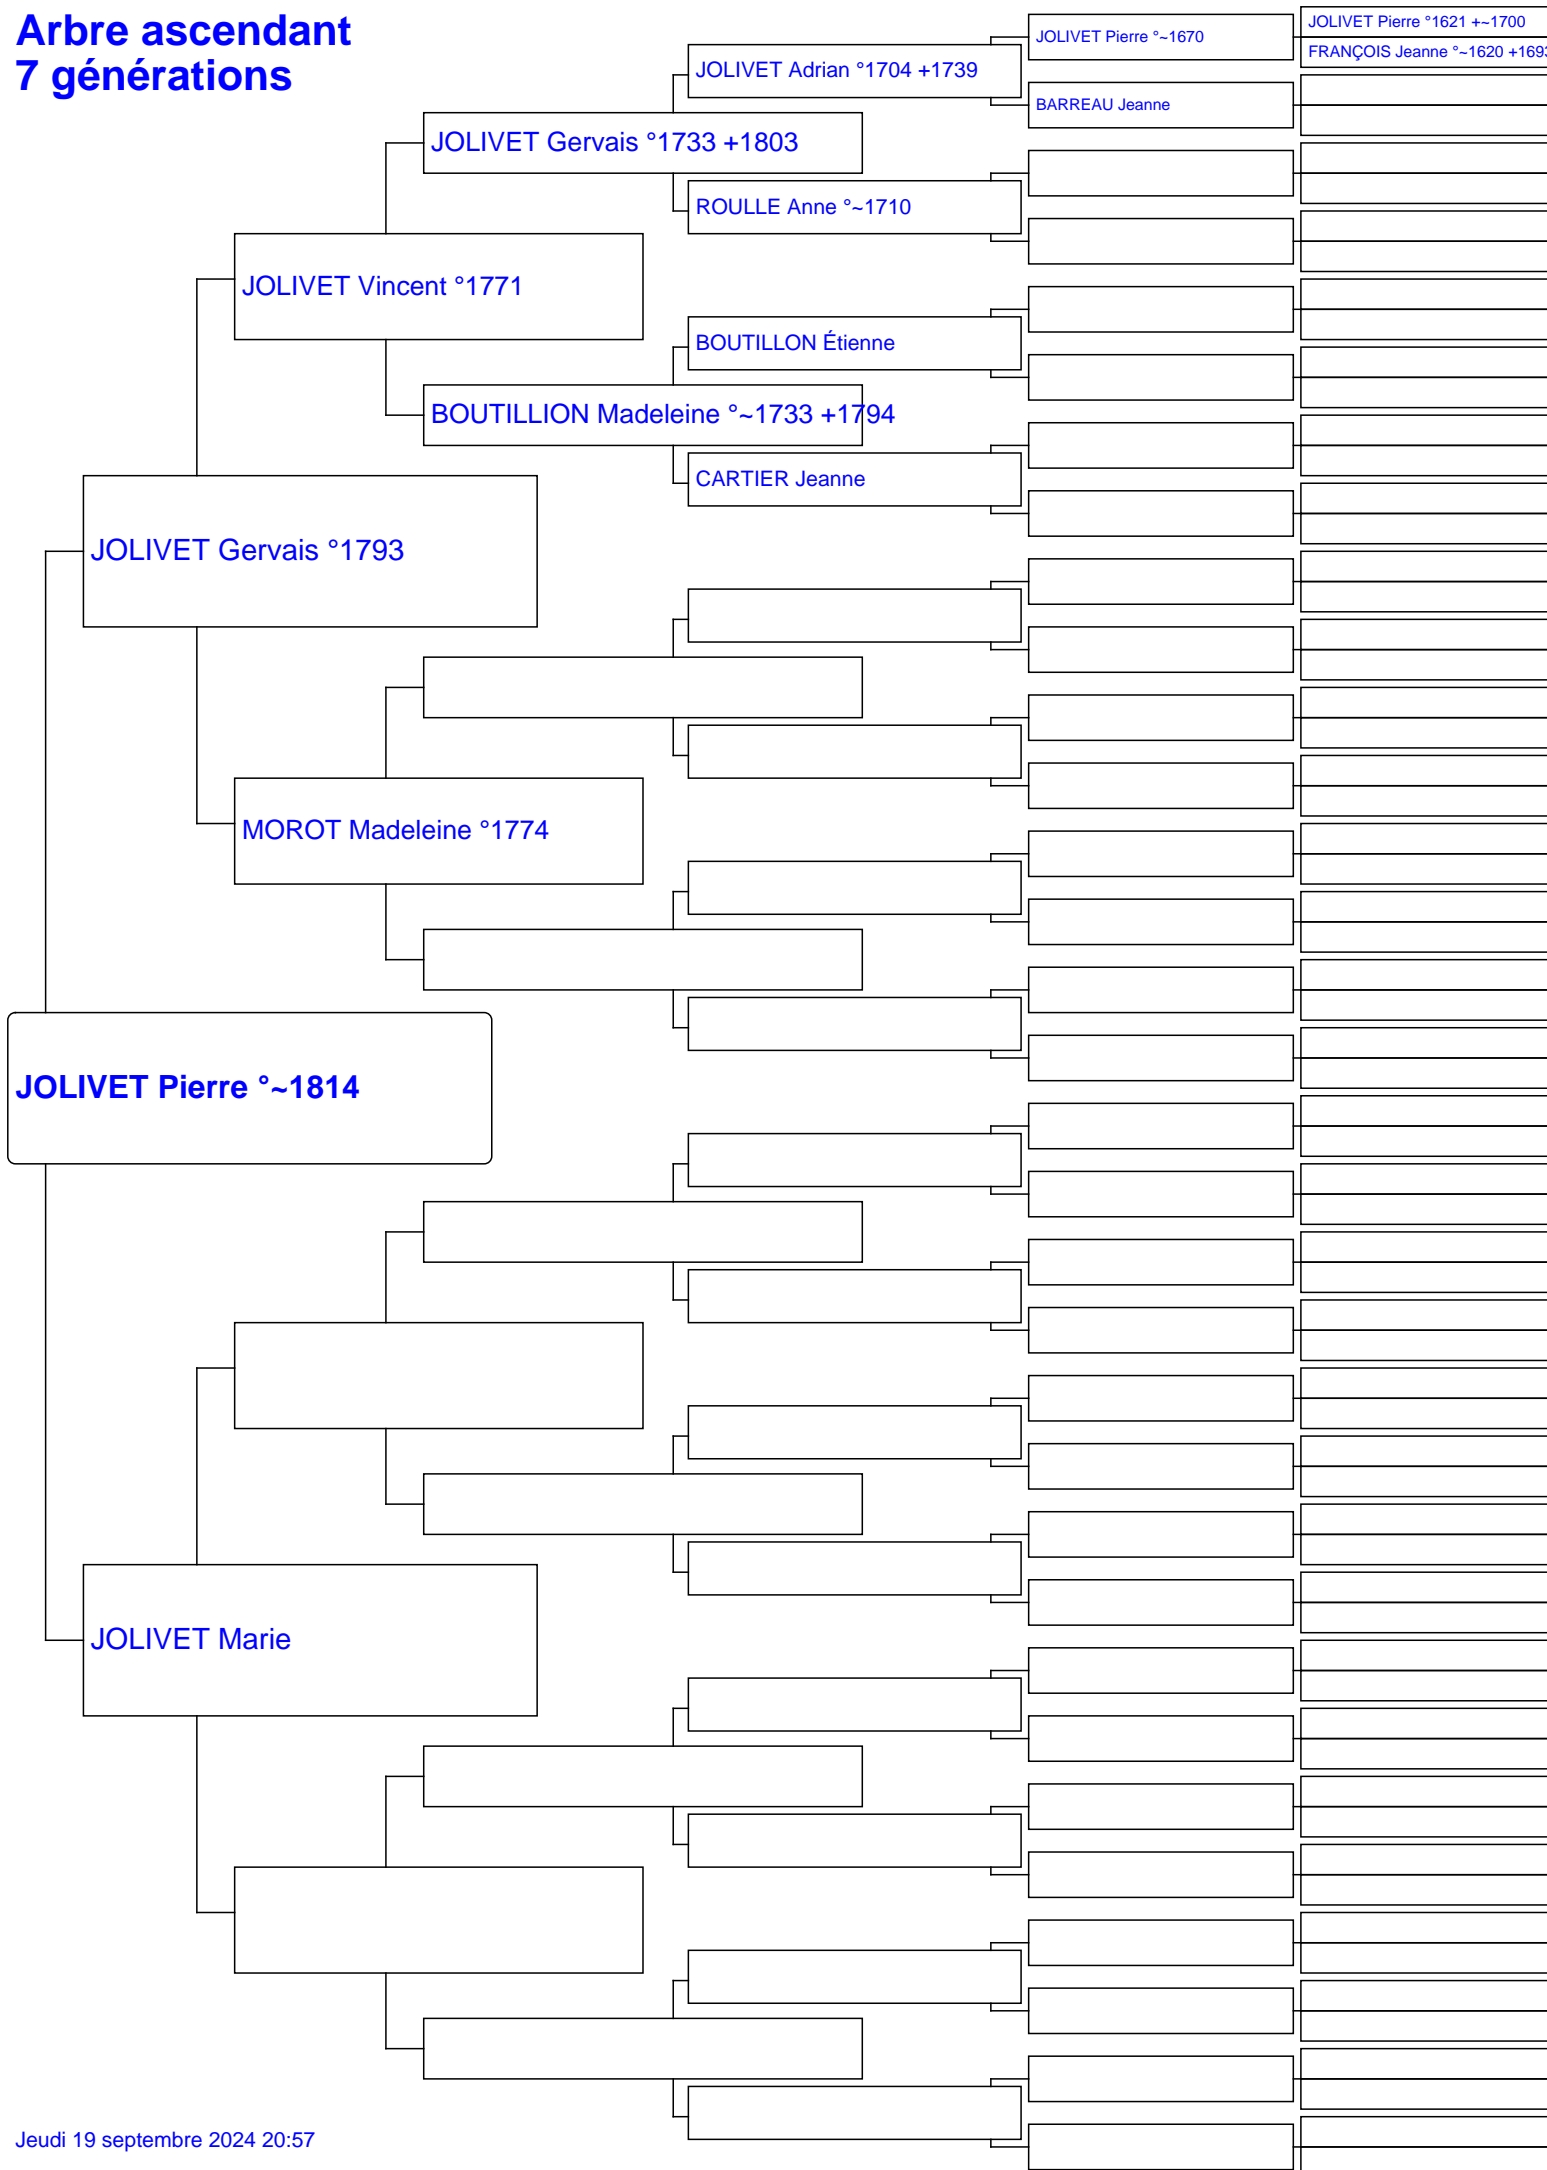 Arbre ascendant
7 générations
JOLIVET Pierre °1621 +~1700
FRANÇOIS Jeanne °~1620 +1693
JOLIVET Pierre °~1670
JOLIVET Adrian °1704 +1739
BARREAU Jeanne
JOLIVET Gervais °1733 +1803
ROULLE Anne °~1710
JOLIVET Vincent °1771
BOUTILLON Étienne
BOUTILLION Madeleine °~1733 +1794
CARTIER Jeanne
JOLIVET Gervais °1793
MOROT Madeleine °1774
JOLIVET Pierre °~1814
JOLIVET Marie
Jeudi 19 septembre 2024 20:57